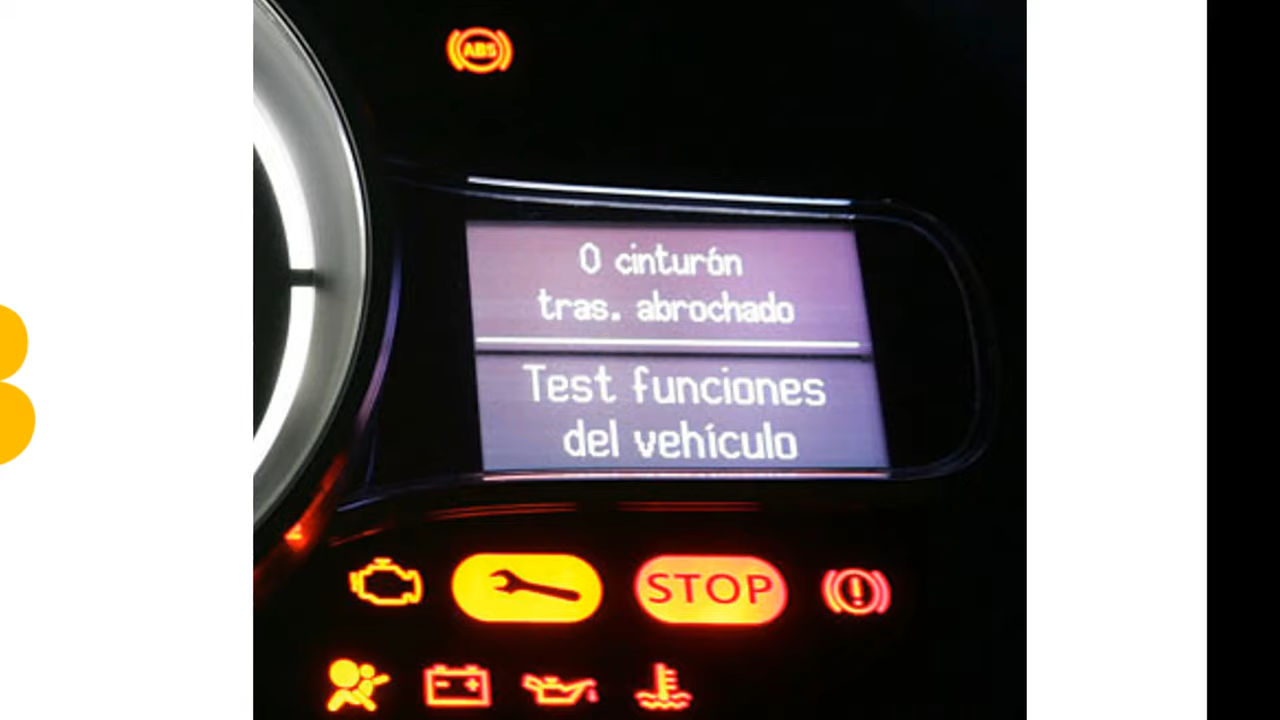 ABS
0 cinturón
tras. abrochado
Test funciones
del vehículo
STOP